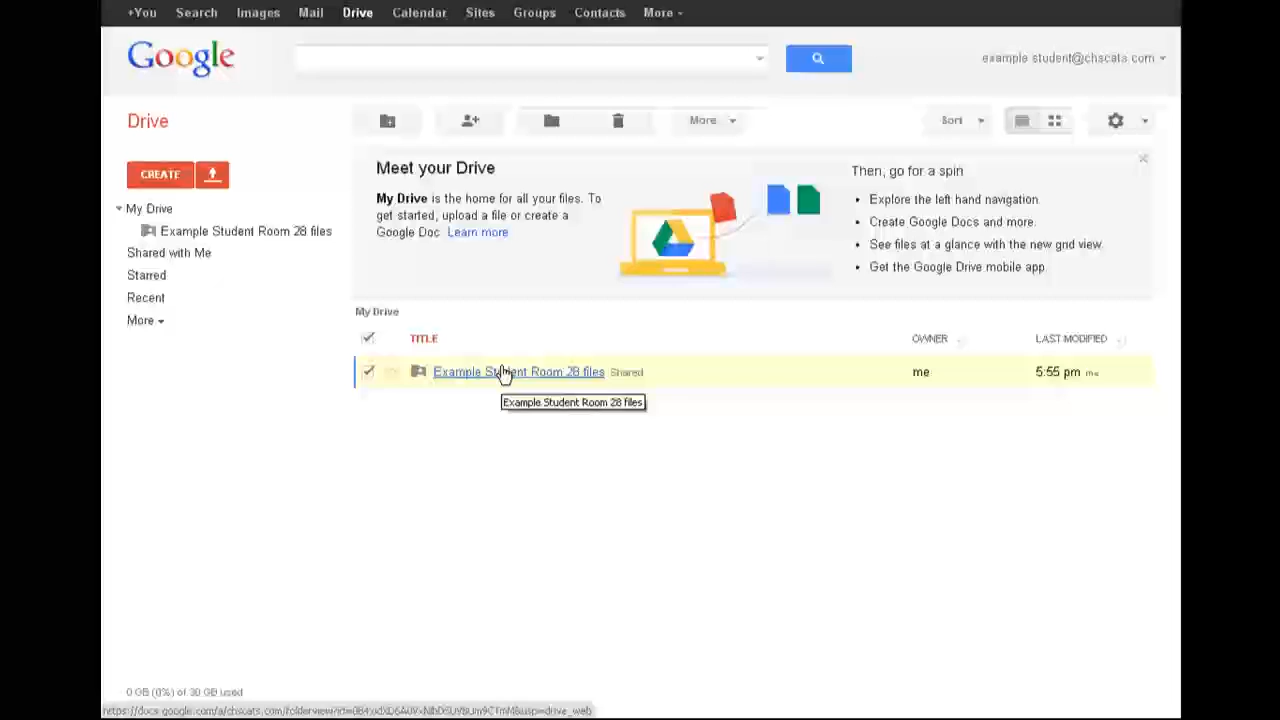 +You Search Images Mail Drive Calendar Sites Groups Contacts More
Google
example.student@chscats.com
Drive
More
Sort
CREATE
My Drive
Example Student Room 28 files
Shared with Me
Starred
Recent
More
Meet your Drive
My Drive is the home for all your files. To
get started, upload a file or create a
Google Doc. Learn more
Then, go for a spin
Explore the left hand navigation.
Create Google Docs and more.
See files at a glance with the new grid view.
Get the Google Drive mobile app.
My Drive
TITLE OWNER LAST MODIFIED
Example Student Room 28 files Shared me 5:55 pm me
Example Student Room 28 files
0 GB (0%) of 30 GB used